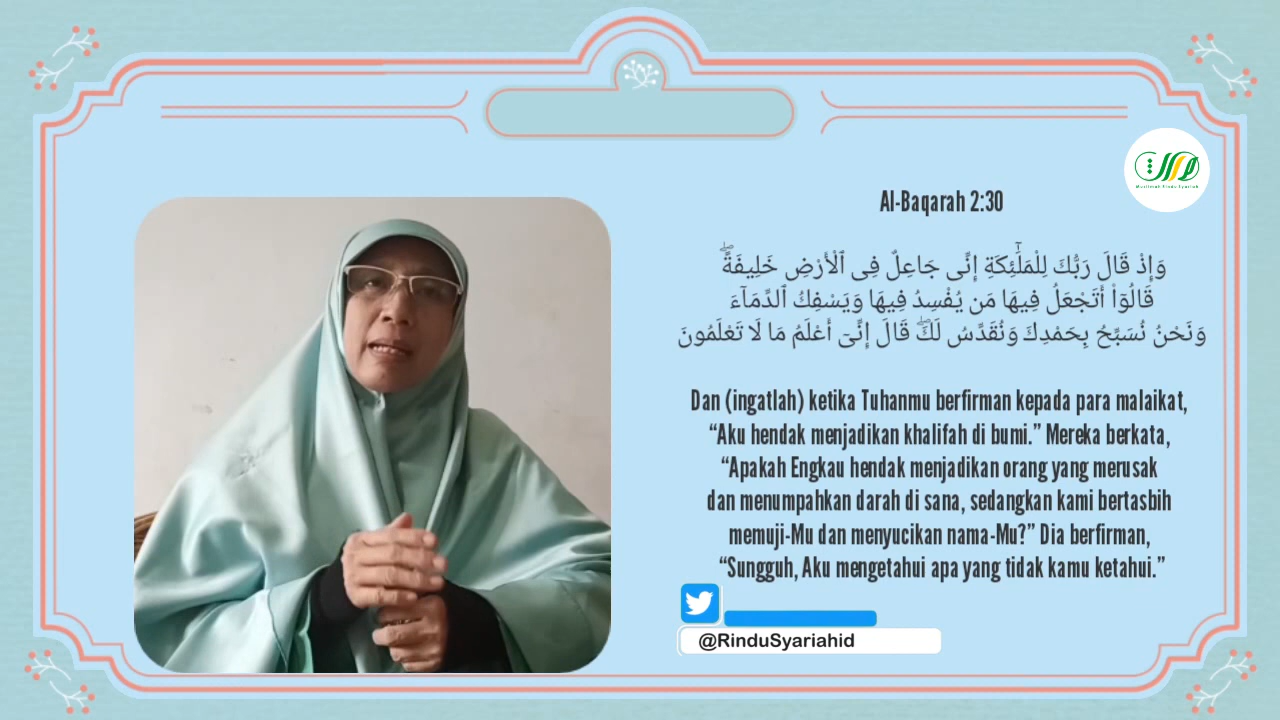 Muslimah Rindu Syariah
Al-Baqarah 2:30
وَإِذْ قَالَ رَبُّكَ لِلْمَلَٰٓئِكَةِ إِنِّى جَاعِلٌ فِى ٱلْأَرْضِ خَلِيفَةً ۖ
قَالُوٓا۟ أَتَجْعَلُ فِيهَا مَن يُفْسِدُ فِيهَا وَيَسْفِكُ ٱلدِّمَآءَ
وَنَحْنُ نُسَبِّحُ بِحَمْدِكَ وَنُقَدِّسُ لَكَ ۖ قَالَ إِنِّىٓ أَعْلَمُ مَا لَا تَعْلَمُونَ
Dan (ingatlah) ketika Tuhanmu berfirman kepada para malaikat,
“Aku hendak menjadikan khalifah di bumi.” Mereka berkata,
“Apakah Engkau hendak menjadikan orang yang merusak
dan menumpahkan darah di sana, sedangkan kami bertasbih
memuji-Mu dan menyucikan nama-Mu?” Dia berfirman,
“Sungguh, Aku mengetahui apa yang tidak kamu ketahui.”
@RinduSyariahid